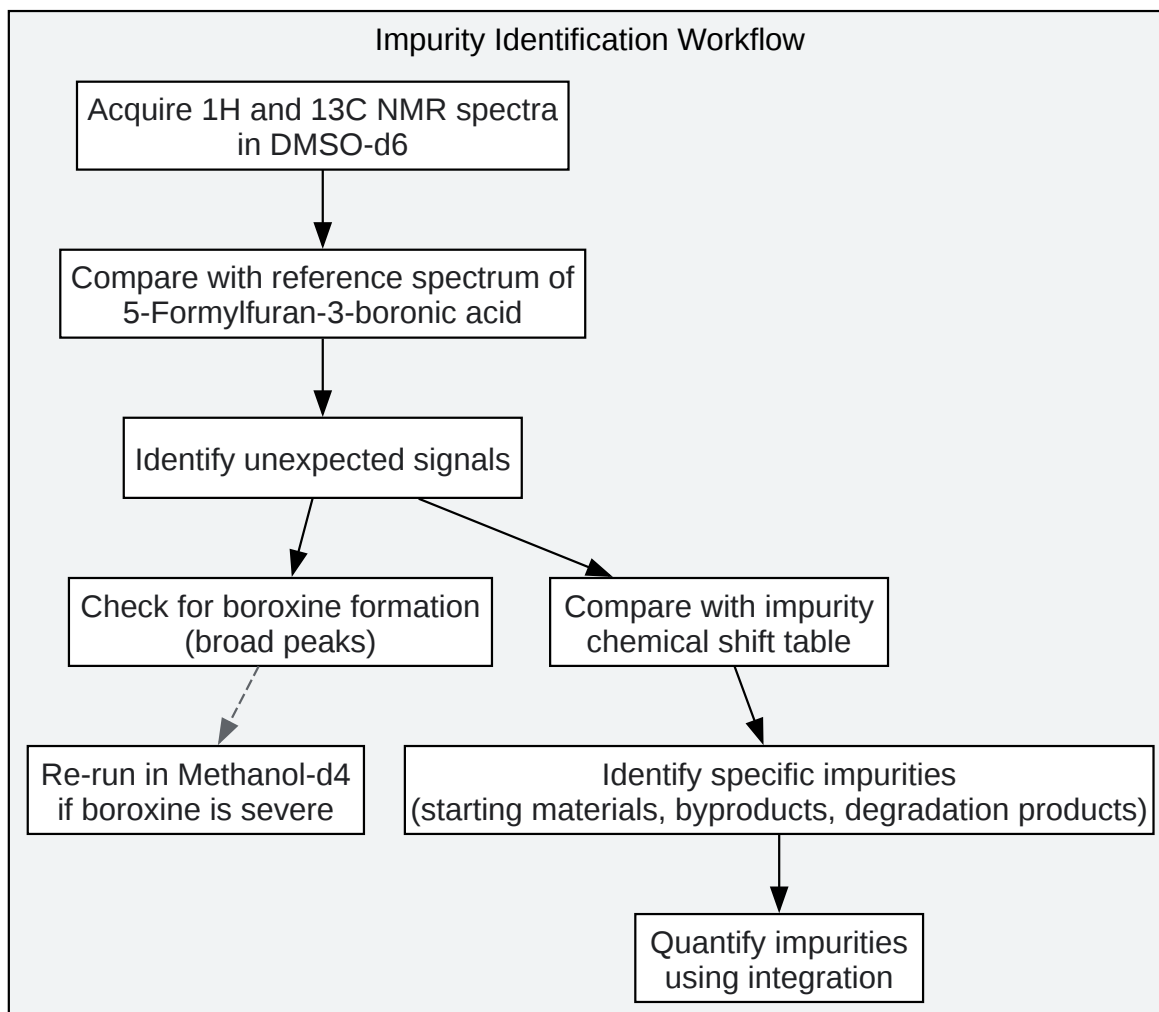 Impurity Identification Workflow
Acquire 1H and 13C NMR spectra
in DMSO-d6
Compare with reference spectrum of
5-Formylfuran-3-boronic acid
Identify unexpected signals
Check for boroxine formation
(broad peaks)
Compare with impurity
chemical shift table
Re-run in Methanol-d4
if boroxine is severe
Identify specific impurities
(starting materials, byproducts, degradation products)
Quantify impurities
using integration